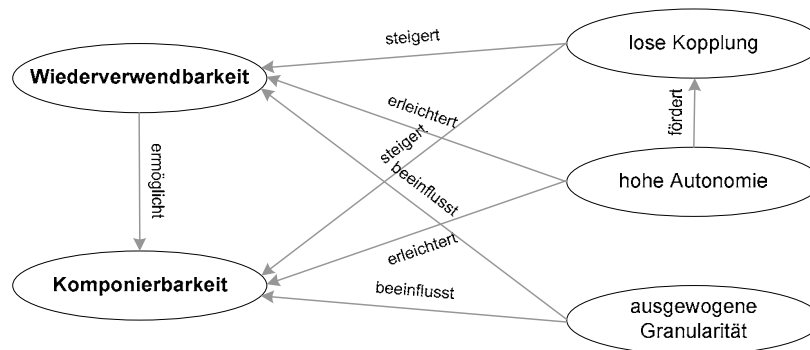 steigert
lose Kopplung
Wiederverwendbarkeit
erleichtert
fördert
steigert
ermöglicht
beeinflusst
hohe Autonomie
erleichtert
Komponierbarkeit
beeinflusst
ausgewogene
Granularität